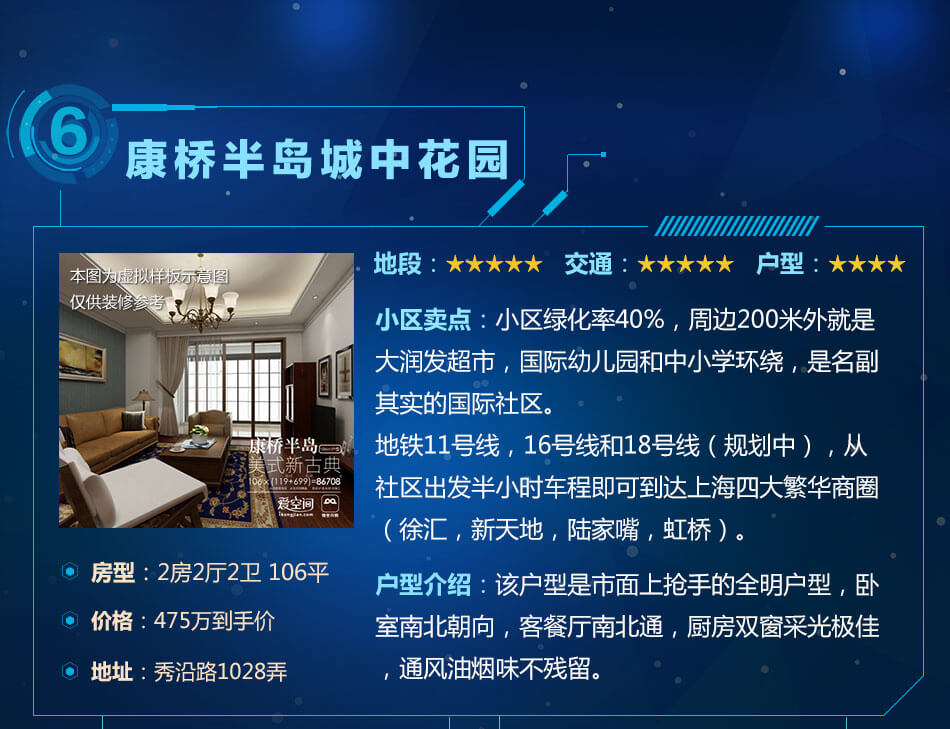 6
康桥半岛城中花园
本图为虚拟样板示意图
仅供装修参考
康桥半岛
美式新古典
106×(119+699)=86708
爱空间
ikongjian.com
房型：2房2厅2卫 106平
价格：475万到手价
地址：秀沿路1028弄
地段：★★★★★ 交通：★★★★★ 户型：★★★★
小区卖点：小区绿化率40%，周边200米外就是
大润发超市，国际幼儿园和中小学环绕，是名副
其实的国际社区。
地铁11号线，16号线和18号线（规划中），从
社区出发半小时车程即可到达上海四大繁华商圈
（徐汇，新天地，陆家嘴，虹桥）。
户型介绍：该户型是市面上抢手的全明户型，卧
室南北朝向，客餐厅南北通，厨房双窗采光极佳
，通风油烟味不残留。